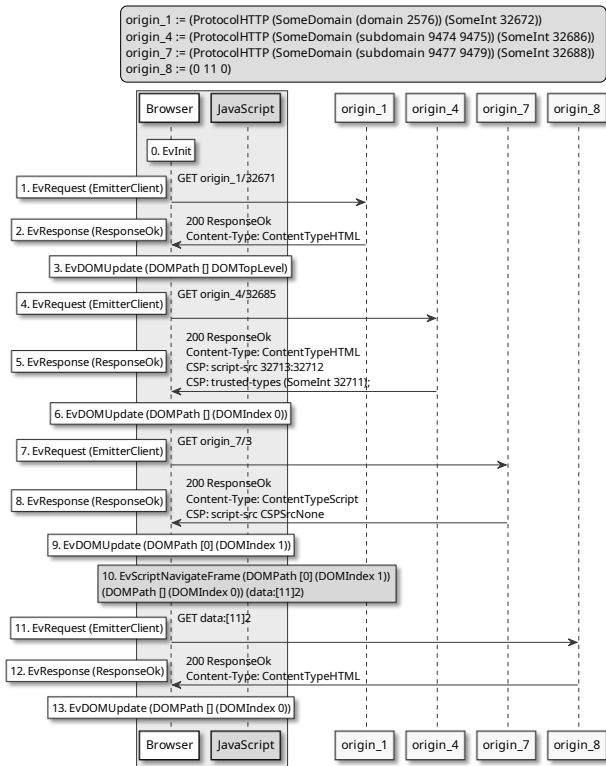 origin_1 := (ProtocolHTTP (SomeDomain (domain 2576)) (SomeInt 32672))
origin_4 := (ProtocolHTTP (SomeDomain (subdomain 9474 9475)) (SomeInt 32686))
origin_7 := (ProtocolHTTP (SomeDomain (subdomain 9477 9479)) (SomeInt 32688))
origin_8 := (0 11 0)
Browser JavaScript origin_1 origin_4 origin_7 origin_8
0. EvInit
1. EvRequest (EmitterClient)
GET origin_1/32671
2. EvResponse (ResponseOk)
200 ResponseOk
Content-Type: ContentTypeHTML
3. EvDOMUpdate (DOMPath [] DOMTopLevel)
4. EvRequest (EmitterClient)
GET origin_4/32685
5. EvResponse (ResponseOk)
200 ResponseOk
Content-Type: ContentTypeHTML
CSP: script-src 32713:32712
CSP: trusted-types (SomeInt 32711);
6. EvDOMUpdate (DOMPath [] (DOMIndex 0))
7. EvRequest (EmitterClient)
GET origin_7/3
8. EvResponse (ResponseOk)
200 ResponseOk
Content-Type: ContentTypeScript
CSP: script-src CSPSrcNone
9. EvDOMUpdate (DOMPath [0] (DOMIndex 1))
10. EvScriptNavigateFrame (DOMPath [0] (DOMIndex 1))
(DOMPath [] (DOMIndex 0)) (data:[11]2)
11. EvRequest (EmitterClient)
GET data:[11]2
12. EvResponse (ResponseOk)
200 ResponseOk
Content-Type: ContentTypeHTML
13. EvDOMUpdate (DOMPath [] (DOMIndex 0))
Browser JavaScript origin_1 origin_4 origin_7 origin_8